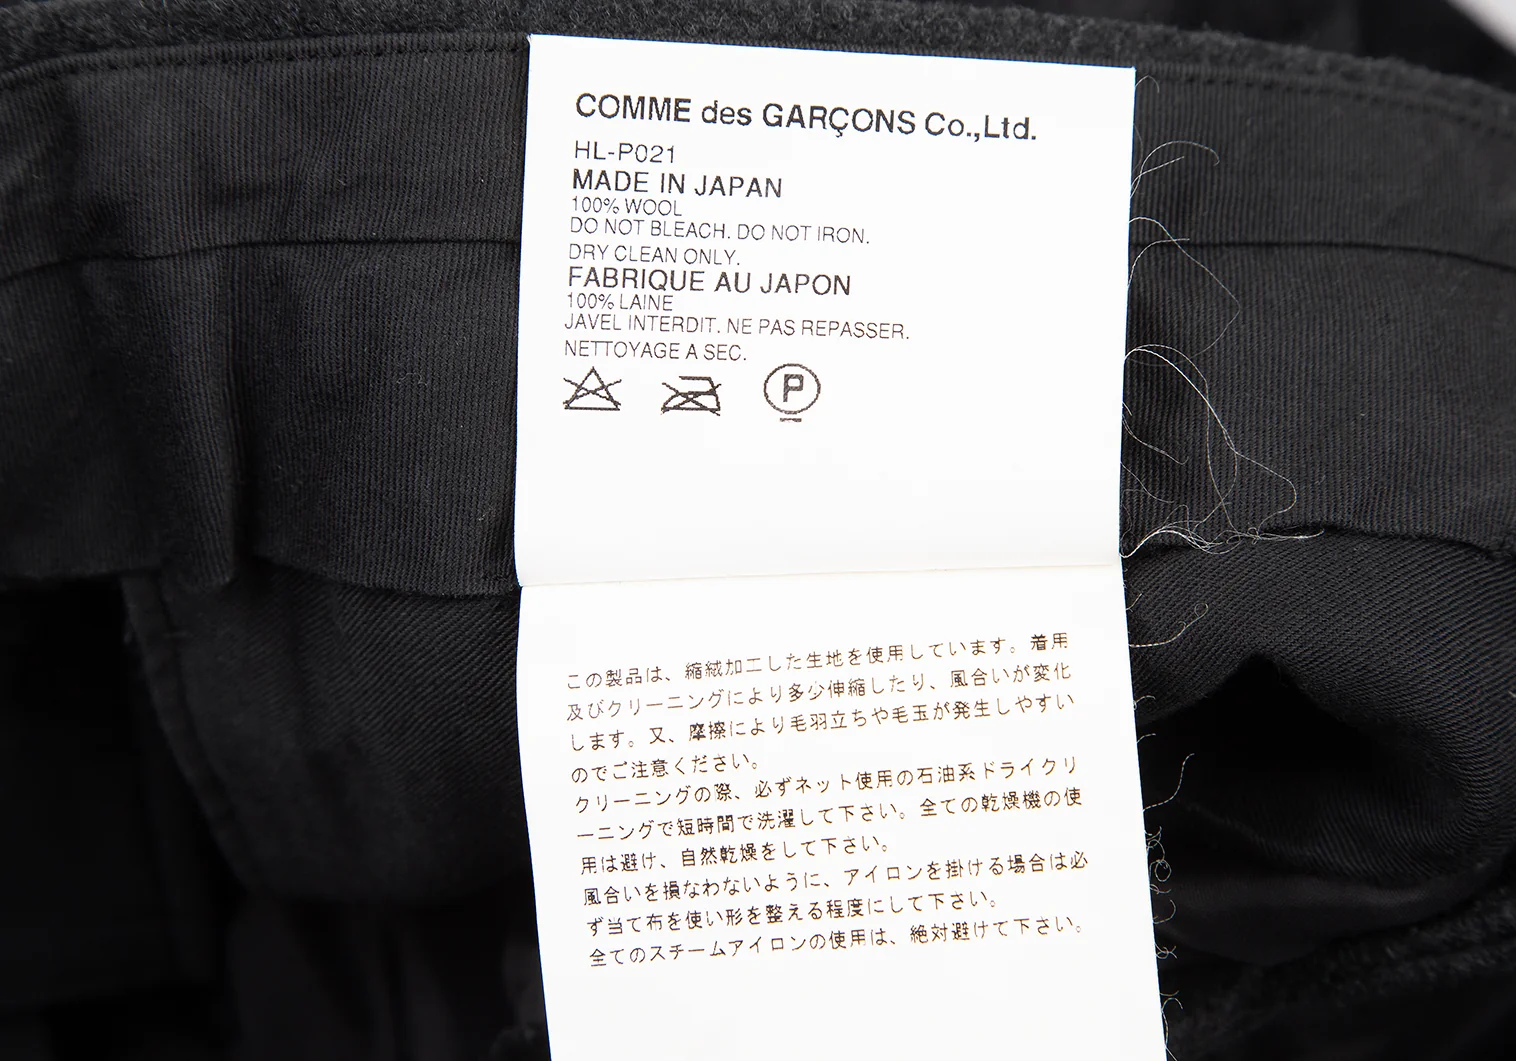 COMME des GARÇONS Co.,Ltd.
HL-P021
MADE IN JAPAN
100% WOOL
DO NOT BLEACH. DO NOT IRON.
DRY CLEAN ONLY.
FABRIQUE AU JAPON
100% LAINE
JAVEL INTERDIT. NE PAS REPASSER.
NETTOYAGE A SEC.
P
この製品は、縮絨加工した生地を使用しています。着用
及びクリーニングにより多少伸縮したり、風合いが変化
します。又、摩擦により毛羽立ちや毛玉が発生しやすい
のでご注意ください。
クリーニングの際、必ずネット使用の石油系ドライクリ
ーニングで短時間で洗濯して下さい。全ての乾燥機の使
用は避け、自然乾燥をして下さい。
風合いを損なわないように、アイロンを掛ける場合は必
ず当て布を使い形を整える程度にして下さい。
全てのスチームアイロンの使用は、絶対避けて下さい。